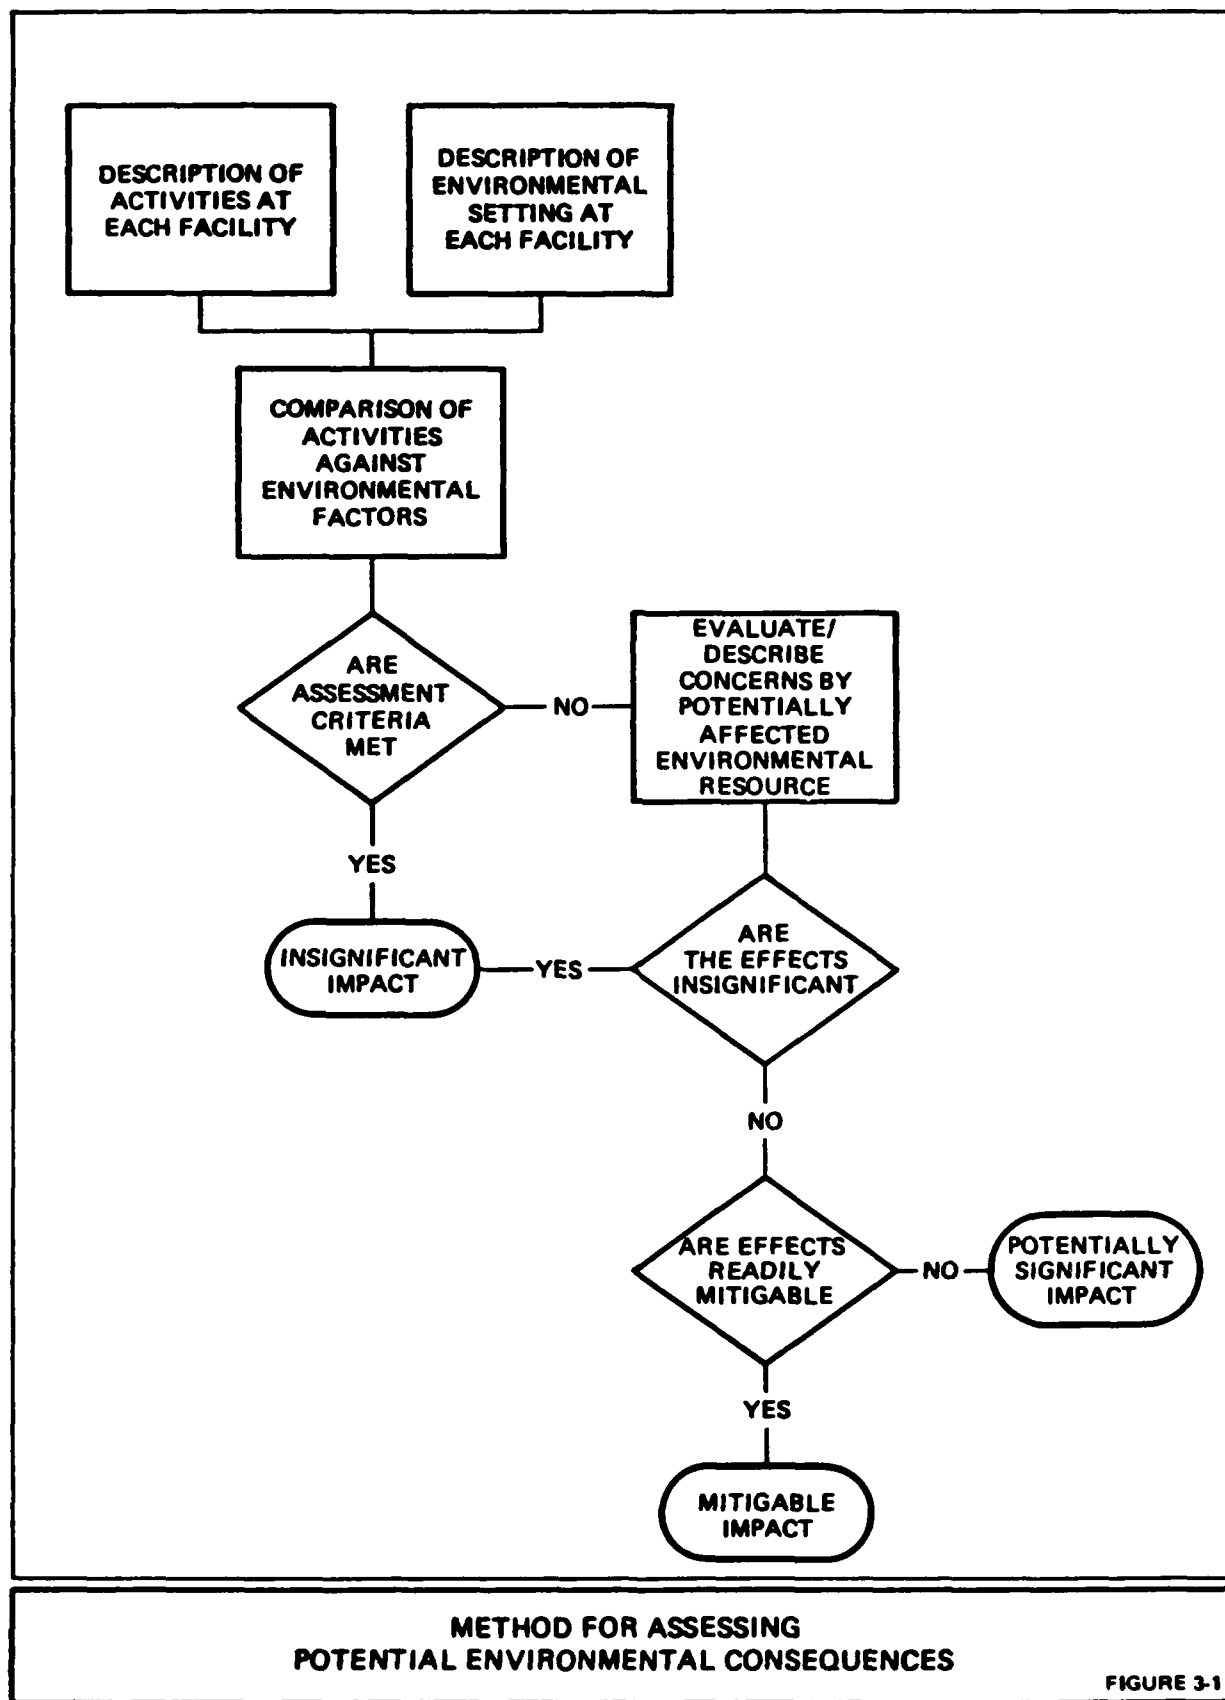 DESCRIPTION OF
ACTIVITIES AT
EACH FACILITY
DESCRIPTION OF
ENVIRONMENTAL
SETTING AT
EACH FACILITY
COMPARISON OF
ACTIVITIES
AGAINST
ENVIRONMENTAL
FACTORS
ARE
ASSESSMENT
CRITERIA
MET
NO
EVALUATE/
DESCRIBE
CONCERNS BY
POTENTIALLY
AFFECTED
ENVIRONMENTAL
RESOURCE
YES
INSIGNIFICANT
IMPACT
YES
ARE
THE EFFECTS
INSIGNIFICANT
NO
ARE EFFECTS
READILY
MITIGABLE
NO
POTENTIALLY
SIGNIFICANT
IMPACT
YES
MITIGABLE
IMPACT
METHOD FOR ASSESSING
POTENTIAL ENVIRONMENTAL CONSEQUENCES
FIGURE 3-1